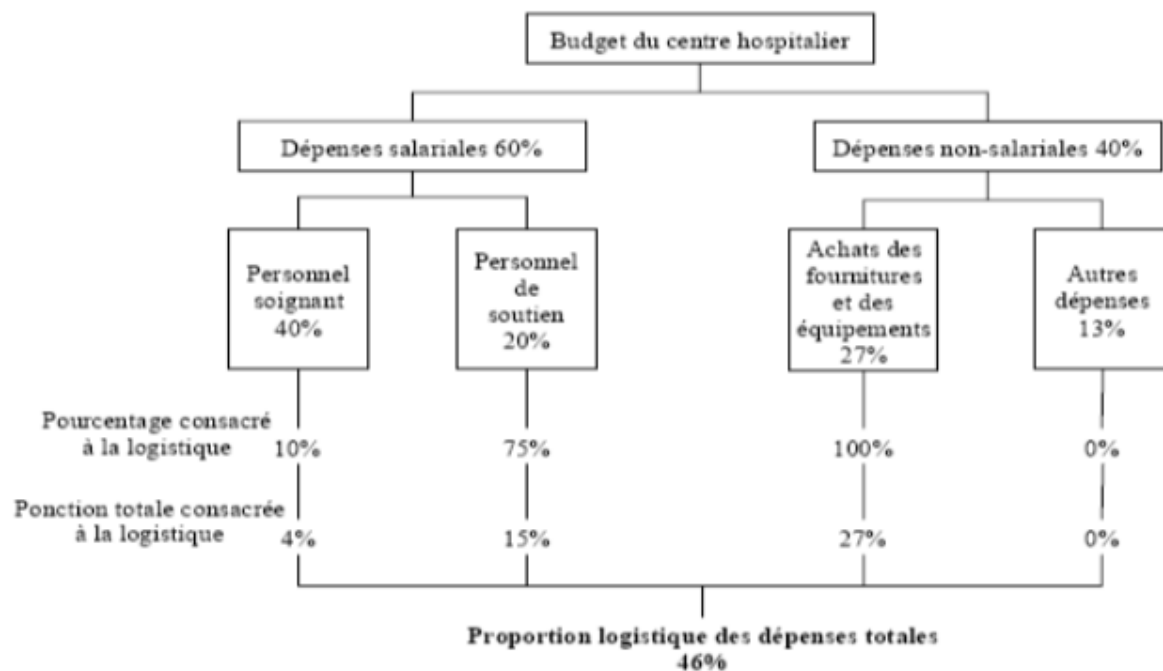 Budget du centre hospitalier
Dépenses salariales 60%
Dépenses non-salariales 40%
Personnel
soignant
40%
Personnel
de
soutien
20%
Achats des
fournitures
et des
équipements
27%
Autres
dépenses
13%
Pourcentage consacré
à la logistique
10%
75%
100%
0%
Ponction totale consacrée
à la logistique
4%
15%
27%
0%
Proportion logistique des dépenses totales
46%